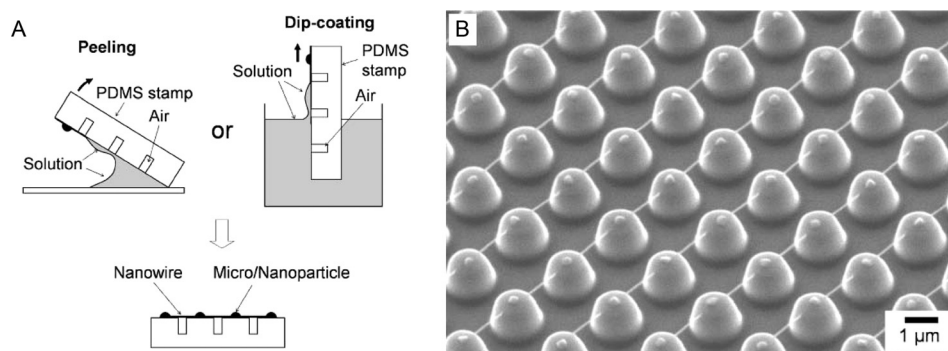 A
Peeling
PDMS stamp
Air
Solution
or
Dip-coating
PDMS
stamp
Solution
Air
Nanowire
Micro/Nanoparticle
B
1 μm